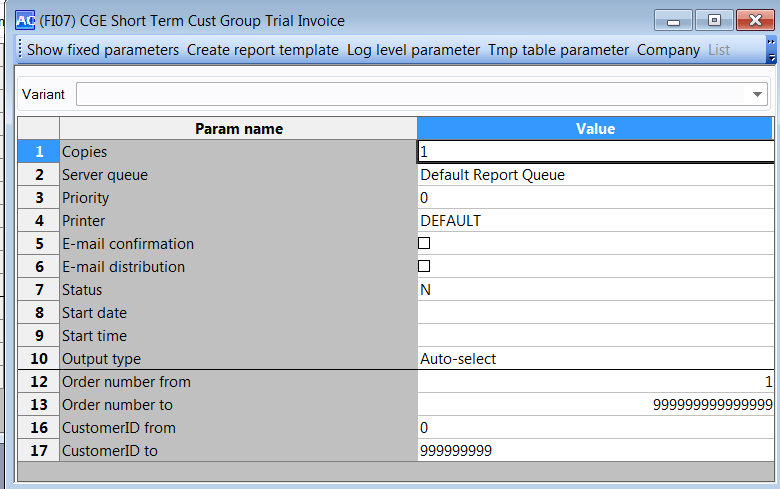 AC (FI07) CGE Short Term Cust Group Trial Invoice
Show fixed parameters Create report template Log level parameter Tmp table parameter Company List
Variant
Param name Value
1 Copies 1
2 Server queue Default Report Queue
3 Priority 0
4 Printer DEFAULT
5 E-mail confirmation
6 E-mail distribution
7 Status N
8 Start date
9 Start time
10 Output type Auto-select
12 Order number from 1
13 Order number to 999999999999999
16 CustomerID from 0
17 CustomerID to 999999999